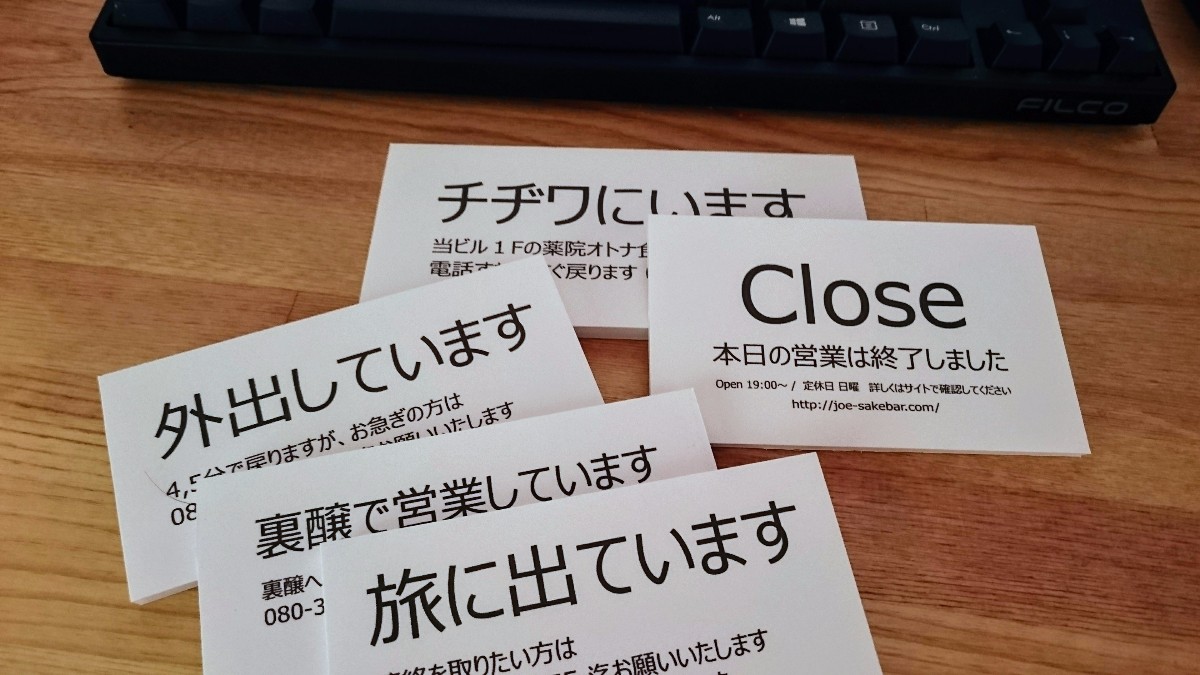 Alt
Ctrl
FILCO
チヂワにいます
当ビル1Fの薬院オトナ
電話す
ぐ戻ります
Close
本日の営業は終了しました
Open 19:00~ / 定休日 日曜 詳しくはサイトで確認してください
http://joe-sakebar.com/
外出しています
4,5分で戻りますが、お急ぎの方は
お願いいたします
08
裏醸で営業しています
裏醸へ
080-3
旅に出ています
を取りたい方は
迄お願いいたします